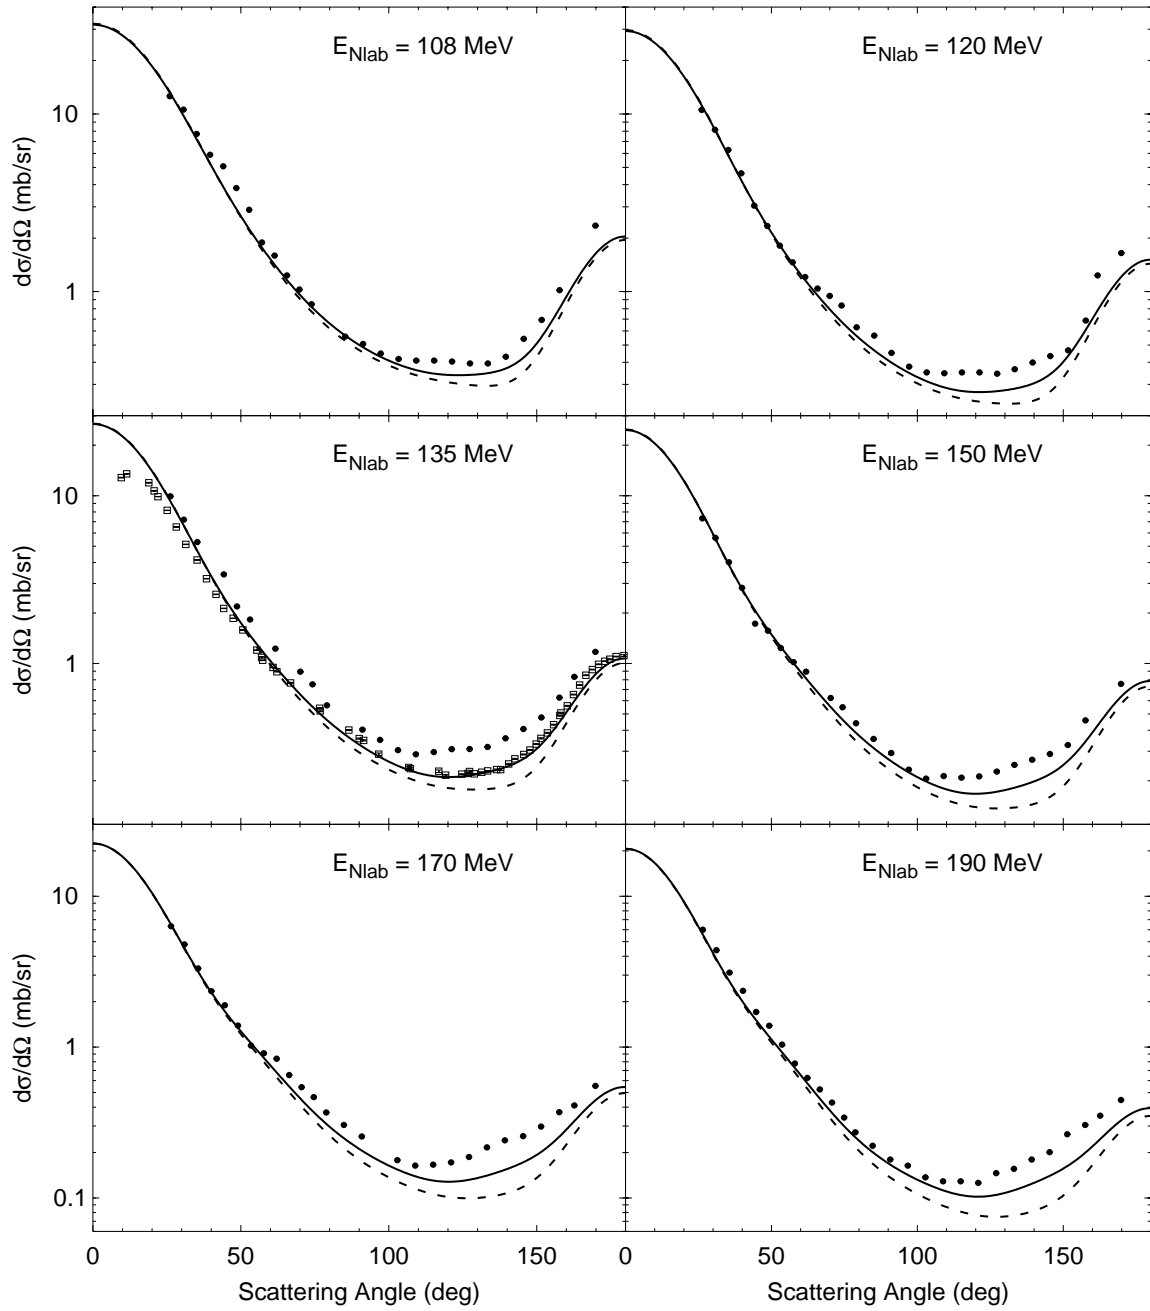 E_Nlab = 108 MeV
E_Nlab = 120 MeV
10
1
dσ/dΩ (mb/sr)
E_Nlab = 135 MeV
E_Nlab = 150 MeV
10
1
dσ/dΩ (mb/sr)
E_Nlab = 170 MeV
E_Nlab = 190 MeV
10
1
0.1
dσ/dΩ (mb/sr)
0 50 100 150 0 50 100 150
Scattering Angle (deg) Scattering Angle (deg)